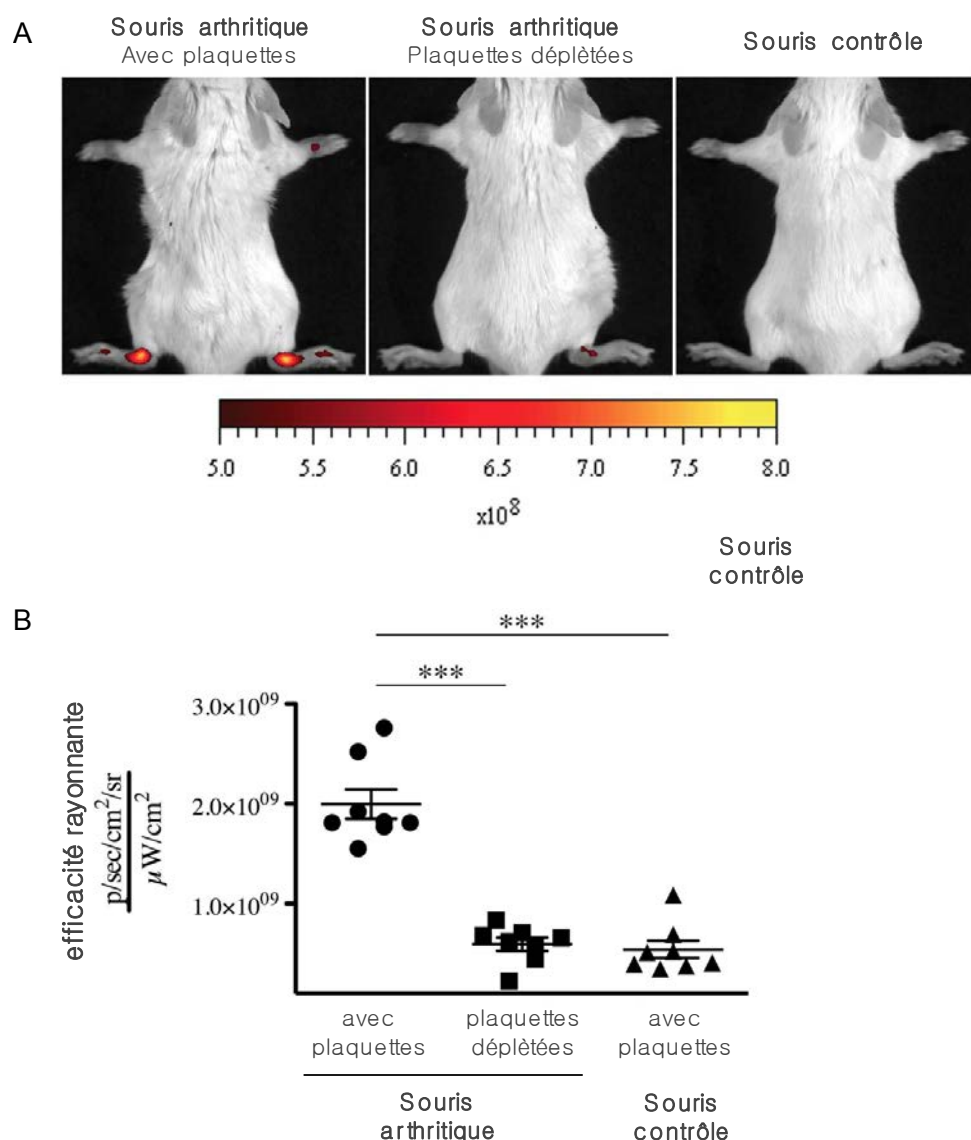 A
Souris arthritique
Avec plaquettes
Souris arthritique
Plaquettes déplètées
Souris contrôle
5.0 5.5 6.0 6.5 7.0 7.5 8.0
x10⁸
Souris
contrôle
B
***
***
efficacité rayonnante
p/sec/cm²/sr
µW/cm²
3.0×10⁰⁹
2.0×10⁰⁹
1.0×10⁰⁹
avec
plaquettes
plaquettes
déplètées
avec
plaquettes
Souris
arthritique
Souris
contrôle